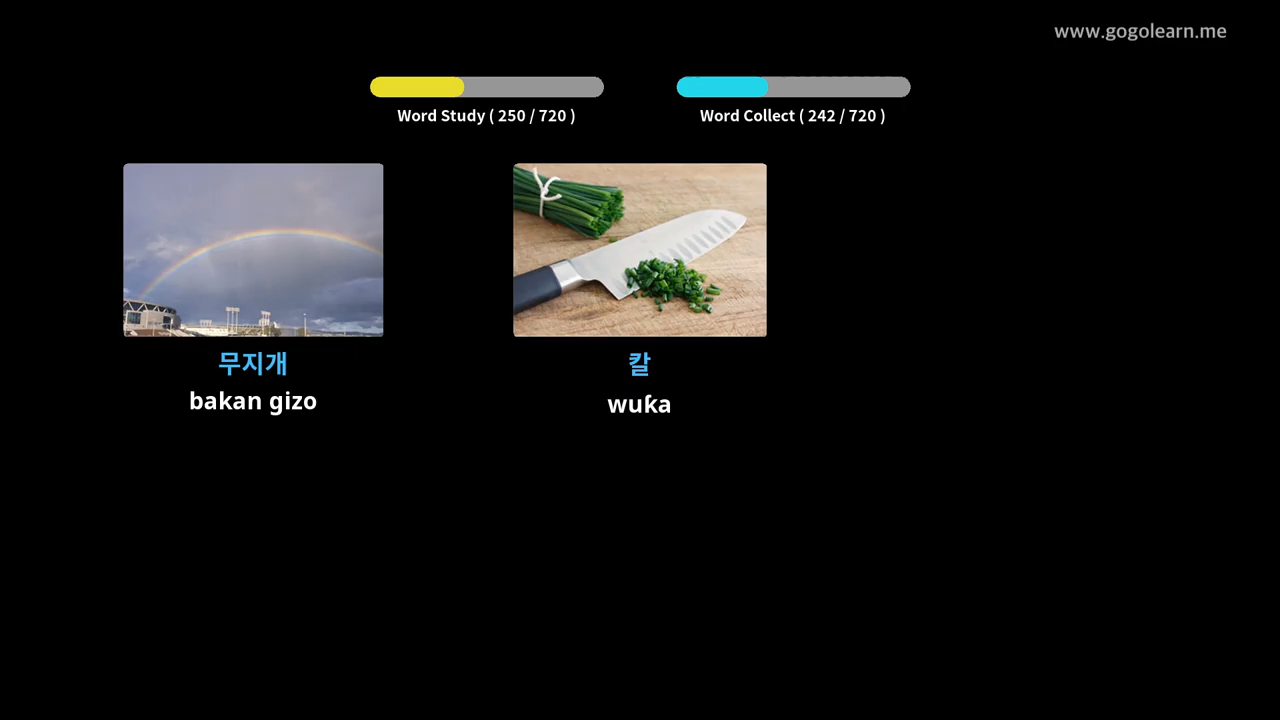 www.gogolearn.me
Word Study ( 250 / 720 )
Word Collect ( 242 / 720 )
무지개
bakan gizo
칼
wuƙa